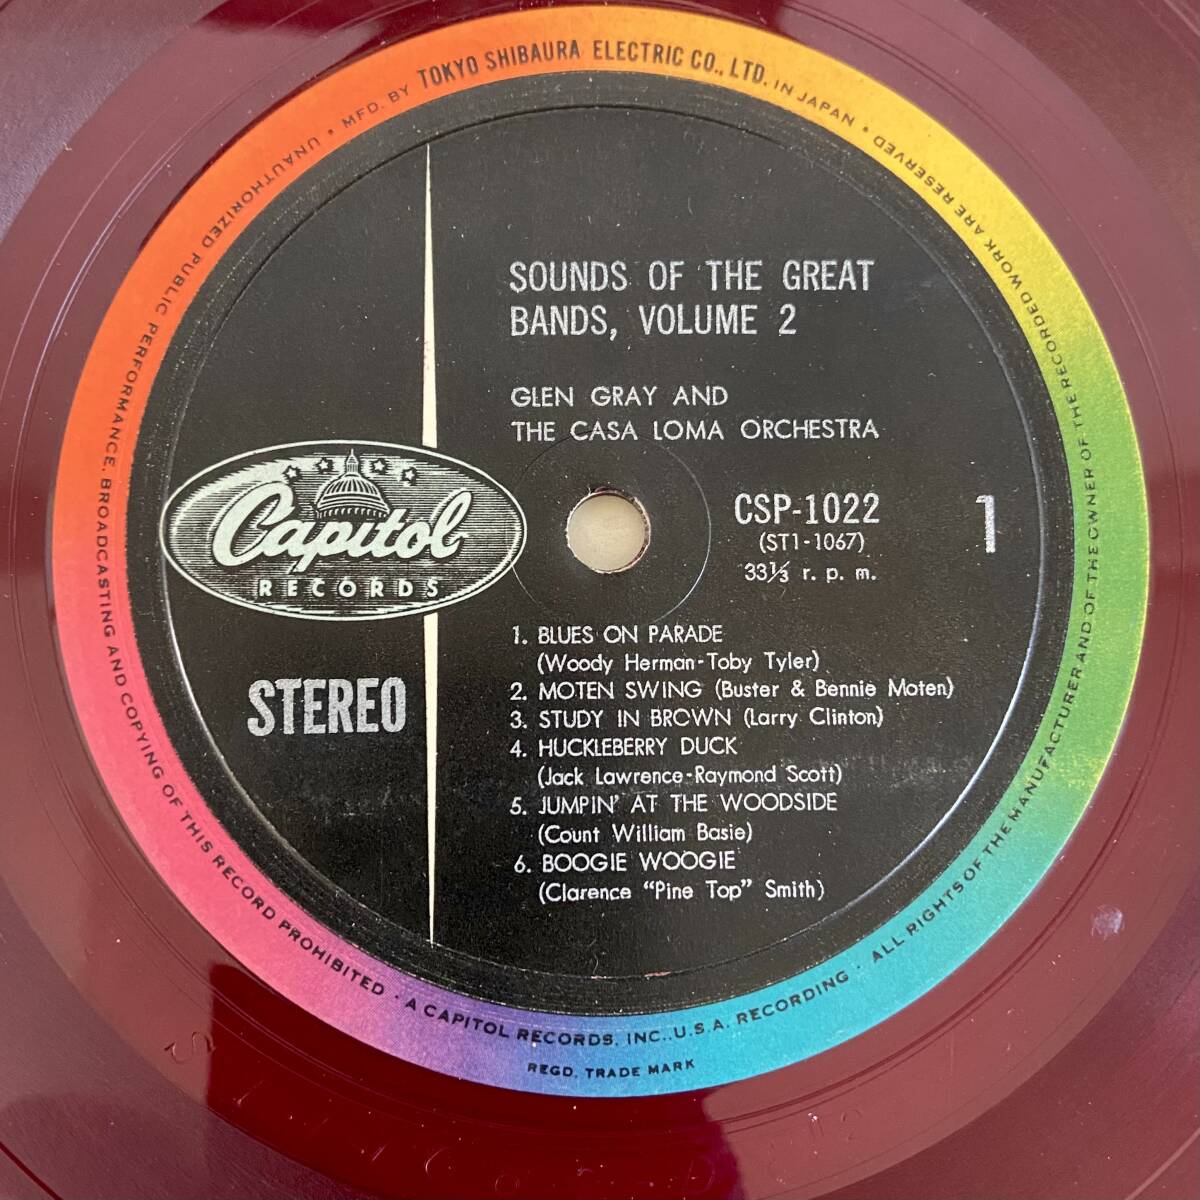 MFD. BY TOKYO SHIBAURA ELECTRIC CO., LTD. IN JAPAN • ALL RIGHTS OF THE MANUFACTURER AND OF THE OWNER OF THE RECORDED WORK ARE RESERVED
UNAUTHORIZED PUBLIC PERFORMANCE, BROADCASTING AND COPYING OF THIS RECORD PROHIBITED • A CAPITOL RECORDS, INC., U.S.A. RECORDING •
REGD. TRADE MARK
SOUNDS OF THE GREAT
BANDS, VOLUME 2
GLEN GRAY AND
THE CASA LOMA ORCHESTRA
Capitol
RECORDS
CSP-1022
(ST1-1067)
33⅓ r. p. m.
1
STEREO
1. BLUES ON PARADE
(Woody Herman-Toby Tyler)
2. MOTEN SWING (Buster & Bennie Moten)
3. STUDY IN BROWN (Larry Clinton)
4. HUCKLEBERRY DUCK
(Jack Lawrence-Raymond Scott)
5. JUMPIN' AT THE WOODSIDE
(Count William Basie)
6. BOOGIE WOOGIE
(Clarence "Pine Top" Smith)